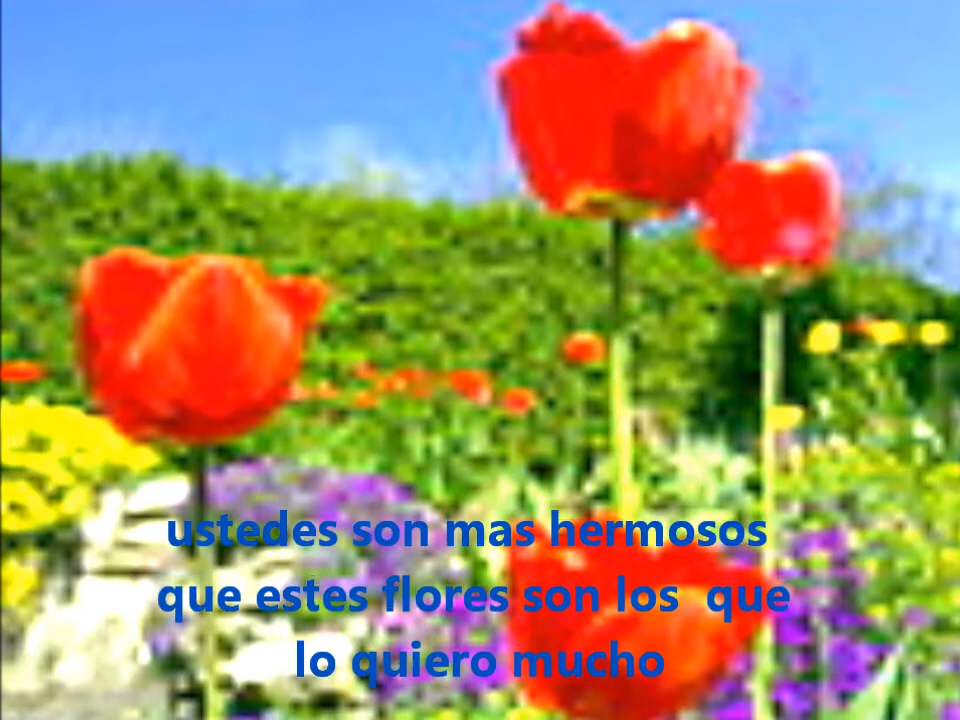 ustedes son mas hermosos
que estes flores son los que
lo quiero mucho